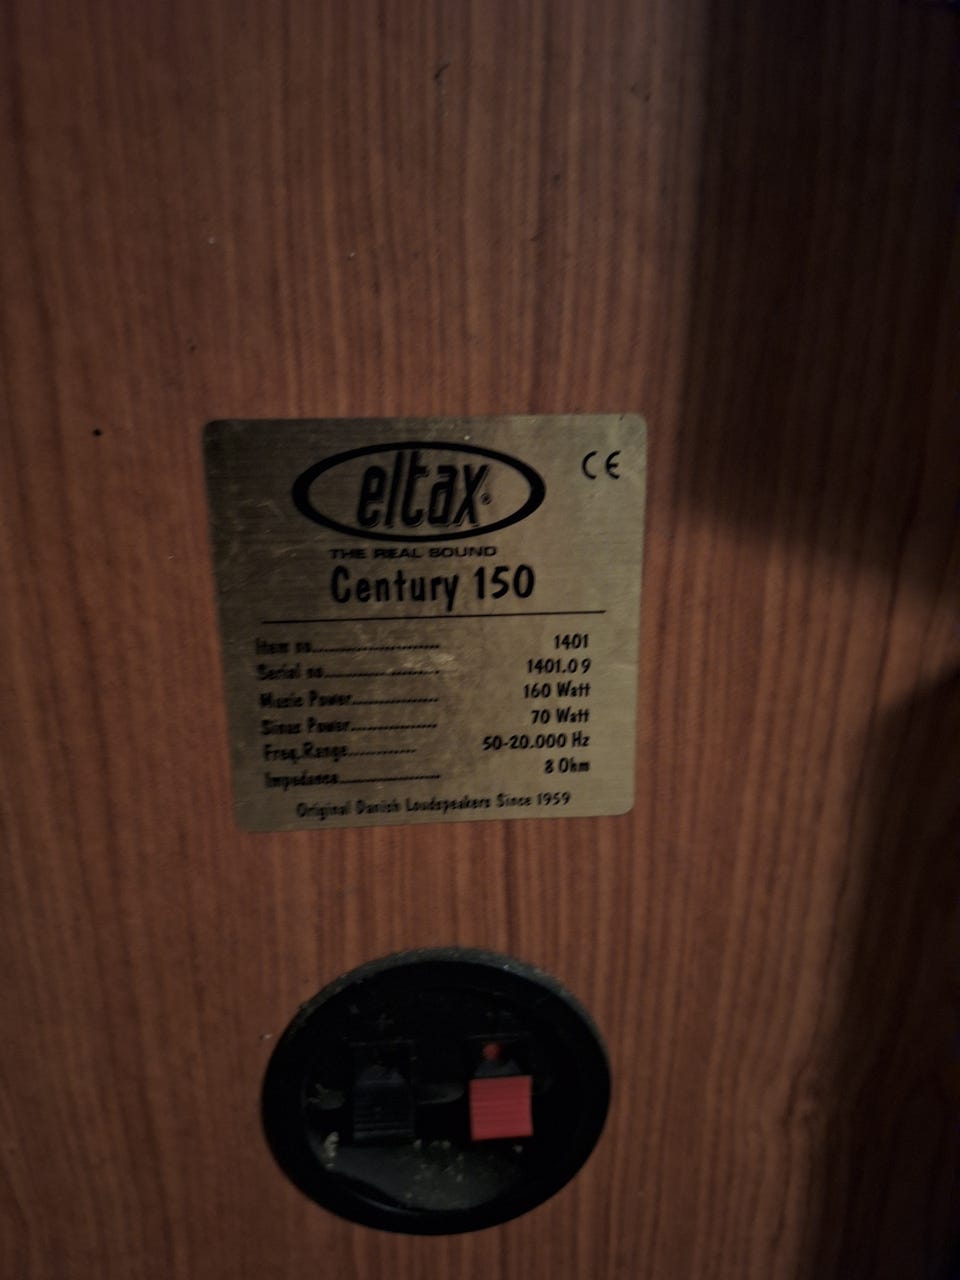 eltax®
CE
THE REAL SOUND
Century 150
Item no........................ 1401
Serial no........................ 1401.09
Music Power.................. 160 Watt
Sinus Power.................. 70 Watt
Freq.Range.............. 50-20.000 Hz
Impedance..................... 8 Ohm
Original Danish Loudspeakers Since 1959